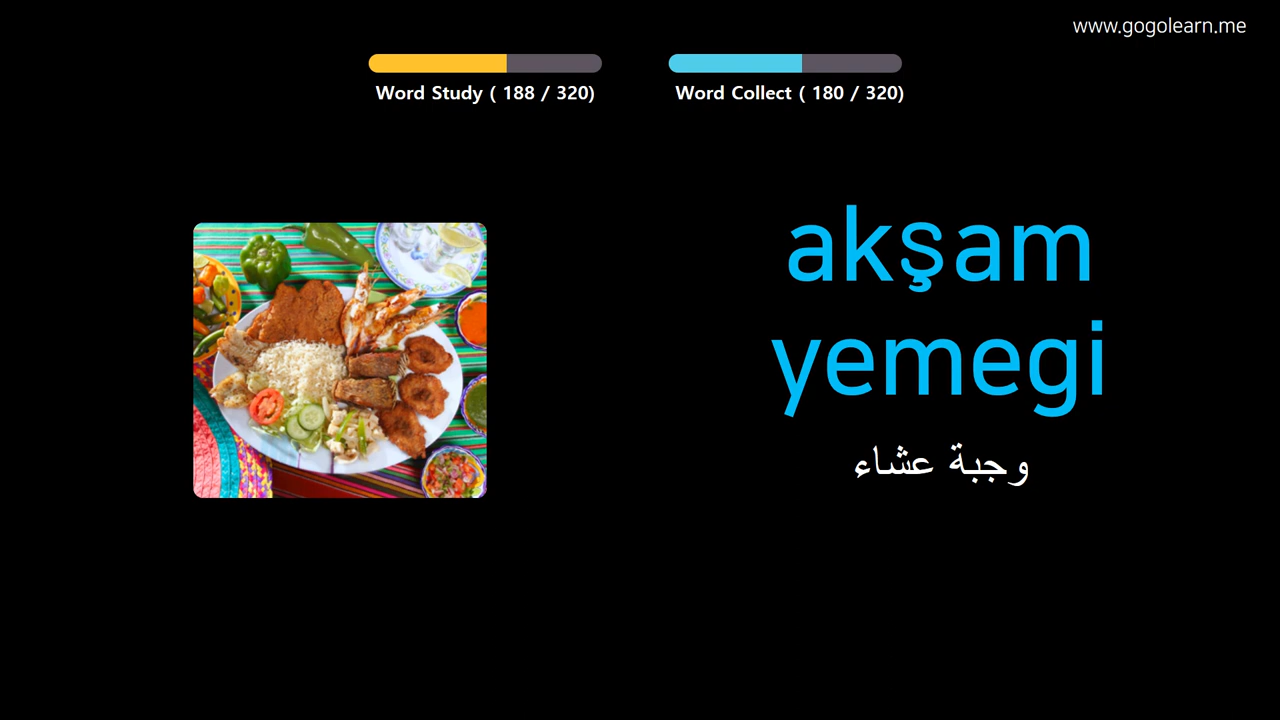 www.gogolearn.me
Word Study ( 188 / 320)
Word Collect ( 180 / 320)
akşam
yemegi
وجبة عشاء